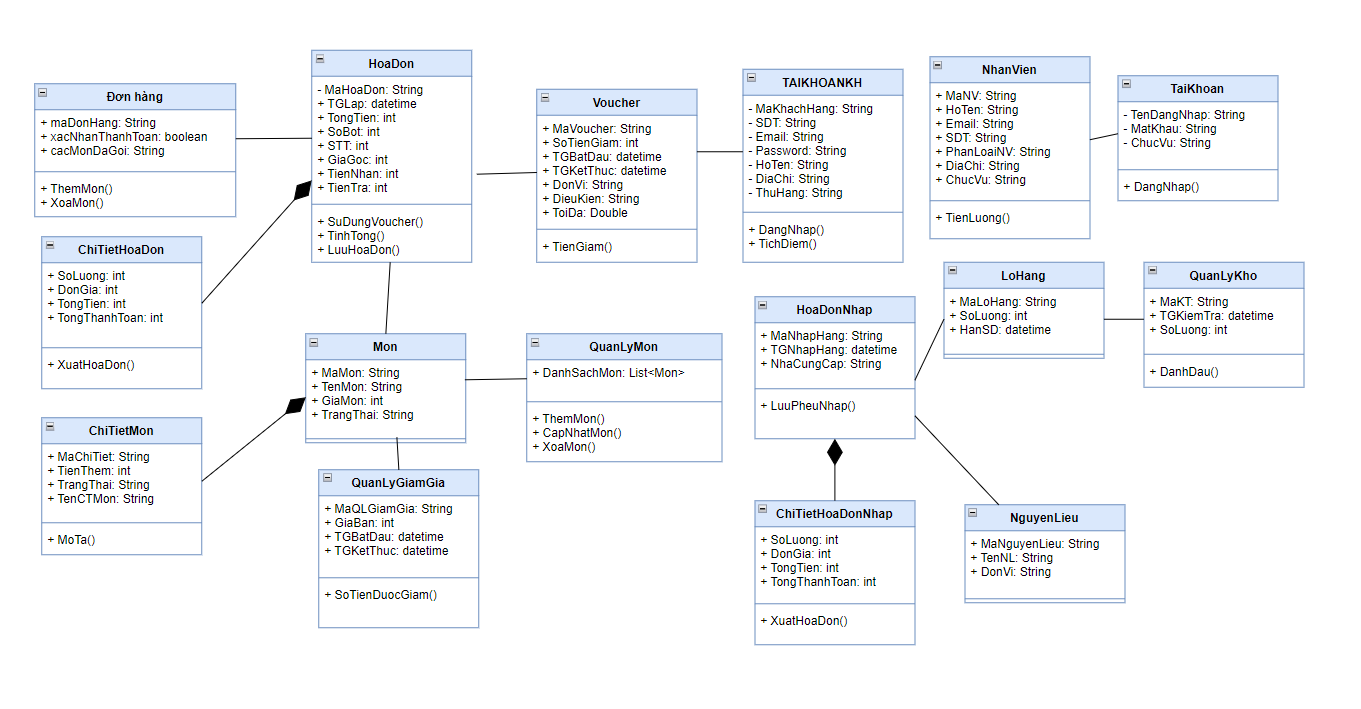 Đơn hàng
+ maDonHang: String
+ xacNhanThanhToan: boolean
+ cacMonDaGoi: String
+ ThemMon()
+ XoaMon()
HoaDon
- MaHoaDon: String
+ TGLap: datetime
+ TongTien: int
+ SoBot: int
+ STT: int
+ GiaGoc: int
+ TienNhan: int
+ TienTra: int
+ SuDungVoucher()
+ TinhTong()
+ LuuHoaDon()
Voucher
+ MaVoucher: String
+ SoTienGiam: int
+ TGBatDau: datetime
+ TGKetThuc: datetime
+ DonVi: String
+ DieuKien: String
+ ToiDa: Double
+ TienGiam()
TAIKHOANKH
- MaKhachHang: String
- SDT: String
- Email: String
- Password: String
- HoTen: String
- DiaChi: String
- ThuHang: String
+ DangNhap()
+ TichDiem()
NhanVien
+ MaNV: String
+ HoTen: String
+ Email: String
+ SDT: String
+ PhanLoaiNV: String
+ DiaChi: String
+ ChucVu: String
+ TienLuong()
TaiKhoan
- TenDangNhap: String
- MatKhau: String
- ChucVu: String
+ DangNhap()
ChiTietHoaDon
+ SoLuong: int
+ DonGia: int
+ TongTien: int
+ TongThanhToan: int
+ XuatHoaDon()
Mon
+ MaMon: String
+ TenMon: String
+ GiaMon: int
+ TrangThai: String
QuanLyMon
+ DanhSachMon: List<Mon>
+ ThemMon()
+ CapNhatMon()
+ XoaMon()
HoaDonNhap
+ MaNhapHang: String
+ TGNhapHang: datetime
+ NhaCungCap: String
+ LuuPheuNhap()
LoHang
+ MaLoHang: String
+ SoLuong: int
+ HanSD: datetime
QuanLyKho
+ MaKT: String
+ TGKiemTra: datetime
+ SoLuong: int
+ DanhDau()
ChiTietMon
+ MaChiTiet: String
+ TienThem: int
+ TrangThai: String
+ TenCTMon: String
+ MoTa()
QuanLyGiamGia
+ MaQLGiamGia: String
+ GiaBan: int
+ TGBatDau: datetime
+ TGKetThuc: datetime
+ SoTienDuocGiam()
ChiTietHoaDonNhap
+ SoLuong: int
+ DonGia: int
+ TongTien: int
+ TongThanhToan: int
+ XuatHoaDon()
NguyenLieu
+ MaNguyenLieu: String
+ TenNL: String
+ DonVi: String